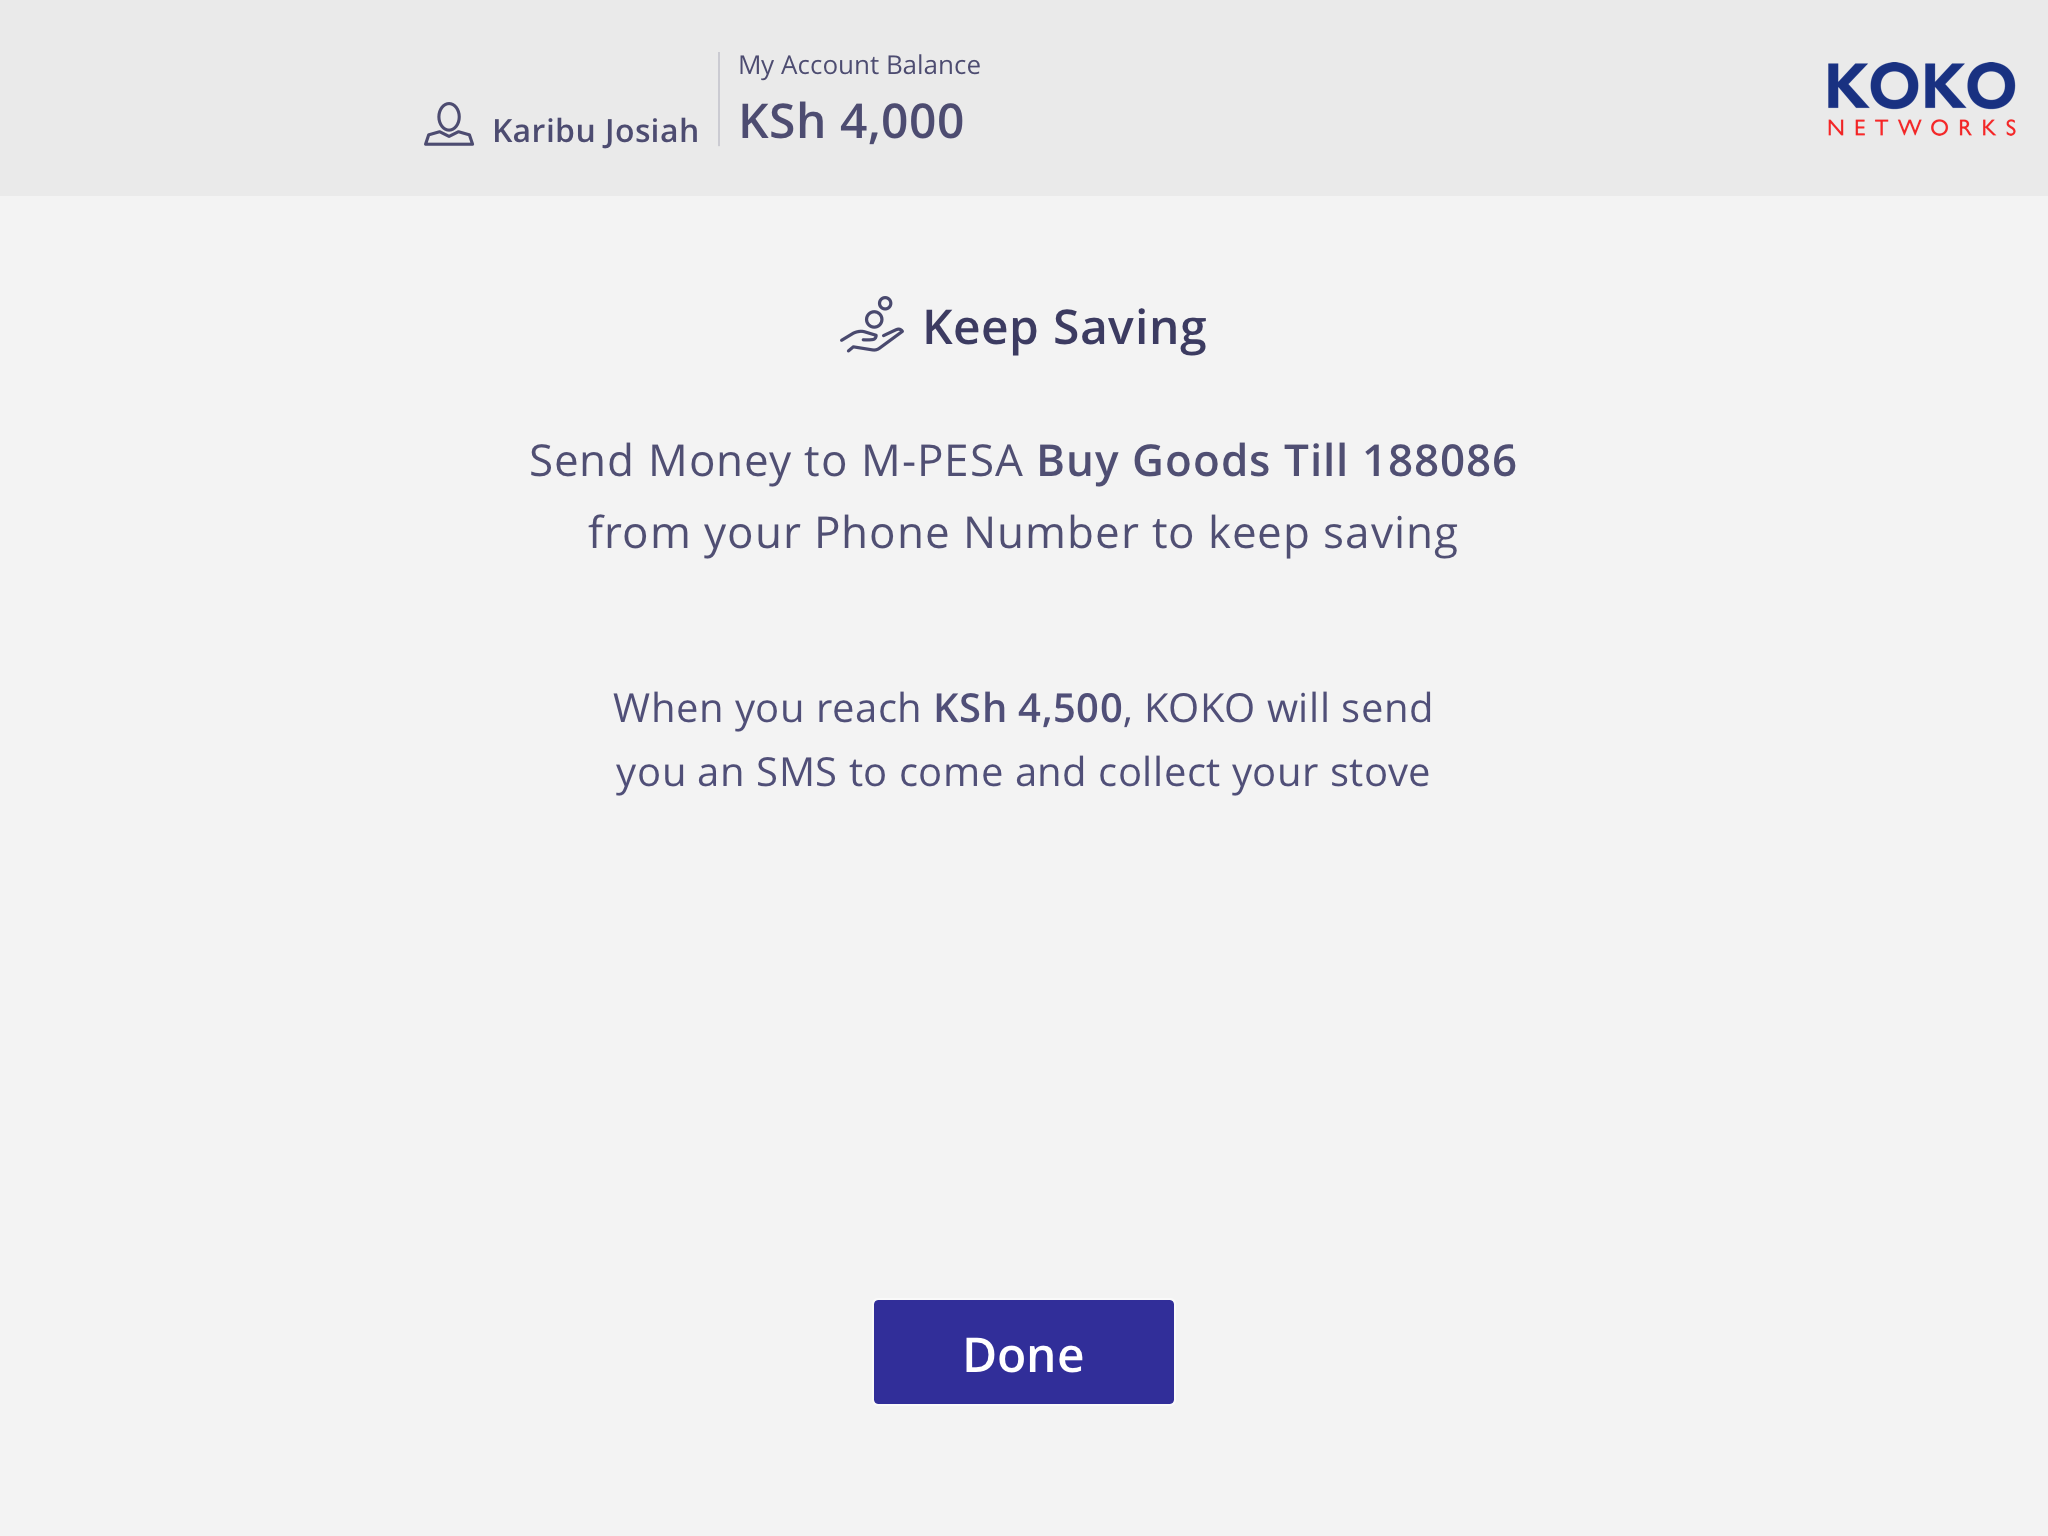 My Account Balance
Karibu Josiah
KSh 4,000
KOKO
NETWORKS
Keep Saving
Send Money to M-PESA Buy Goods Till 188086
from your Phone Number to keep saving
When you reach KSh 4,500, KOKO will send
you an SMS to come and collect your stove
Done